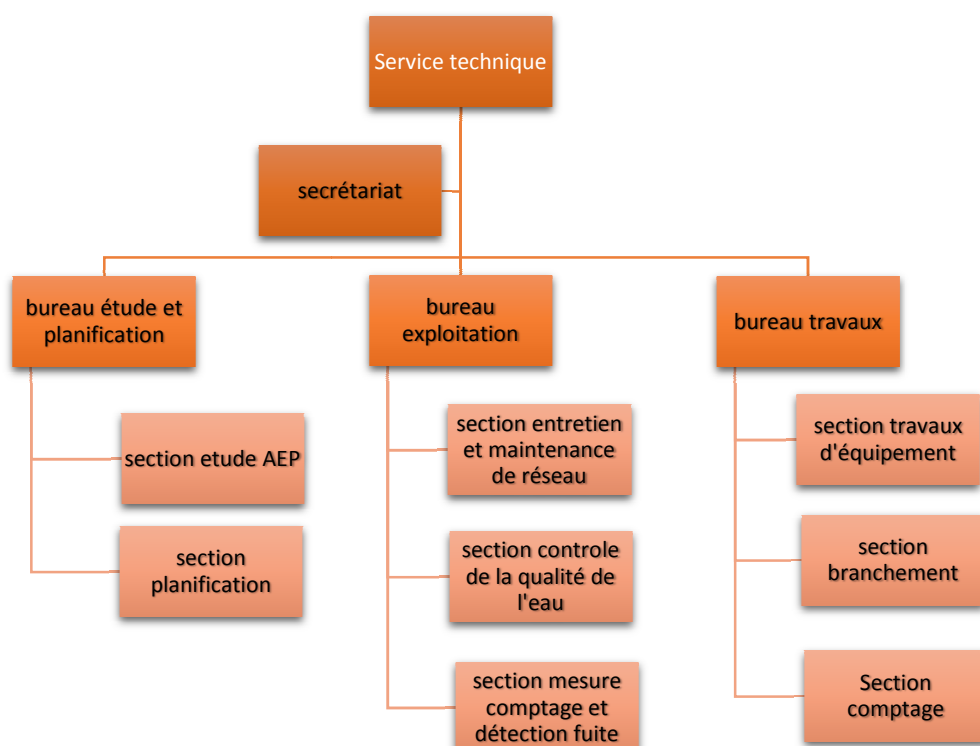 Service technique
secrétariat
bureau étude et
planification
bureau
exploitation
bureau travaux
section etude AEP
section
planification
section entretien
et maintenance
de réseau
section controle
de la qualité de
l'eau
section mesure
comptage et
détection fuite
section travaux
d'équipement
section
branchement
Section
comptage